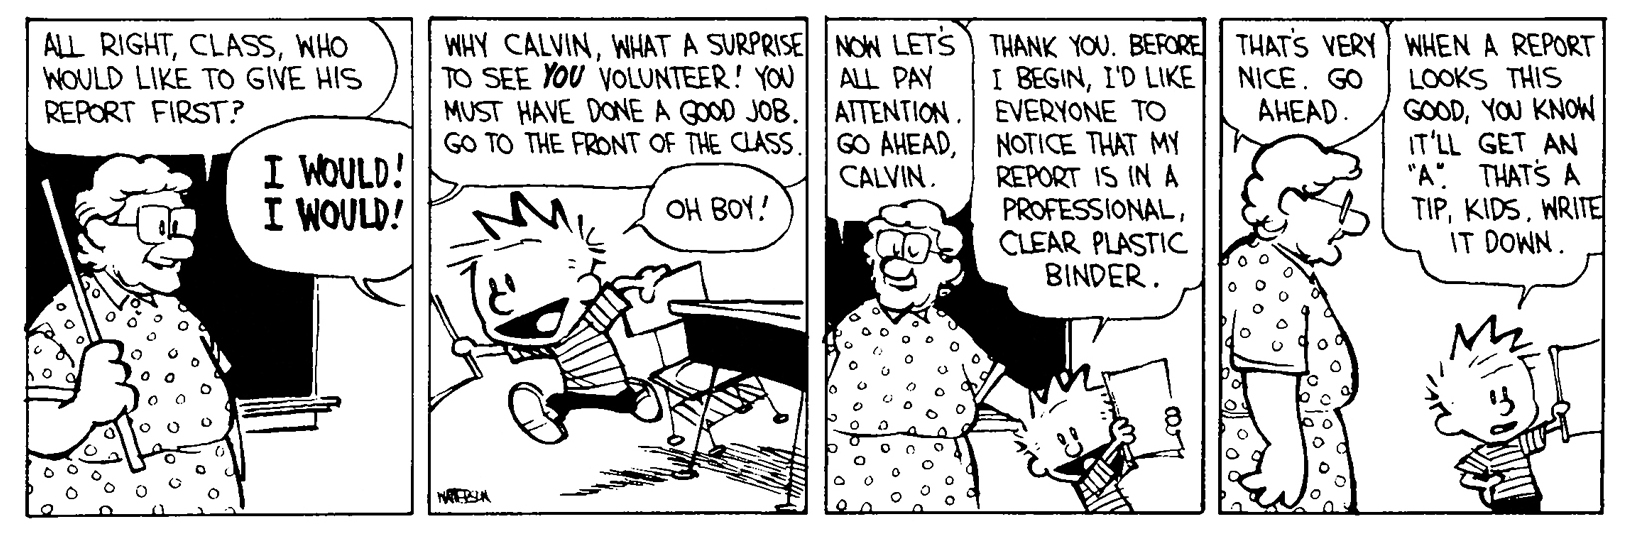 ALL RIGHT, CLASS, WHO
WOULD LIKE TO GIVE HIS
REPORT FIRST?
I WOULD!
I WOULD!
WHY CALVIN, WHAT A SURPRISE
TO SEE YOU VOLUNTEER! YOU
MUST HAVE DONE A GOOD JOB.
GO TO THE FRONT OF THE CLASS.
OH BOY!
WATTERSON
NOW LET'S
ALL PAY
ATTENTION.
GO AHEAD,
CALVIN.
THANK YOU. BEFORE
I BEGIN, I'D LIKE
EVERYONE TO
NOTICE THAT MY
REPORT IS IN A
PROFESSIONAL,
CLEAR PLASTIC
BINDER.
THAT'S VERY
NICE. GO
AHEAD.
WHEN A REPORT
LOOKS THIS
GOOD, YOU KNOW
IT'LL GET AN
"A". THAT'S A
TIP, KIDS. WRITE
IT DOWN.